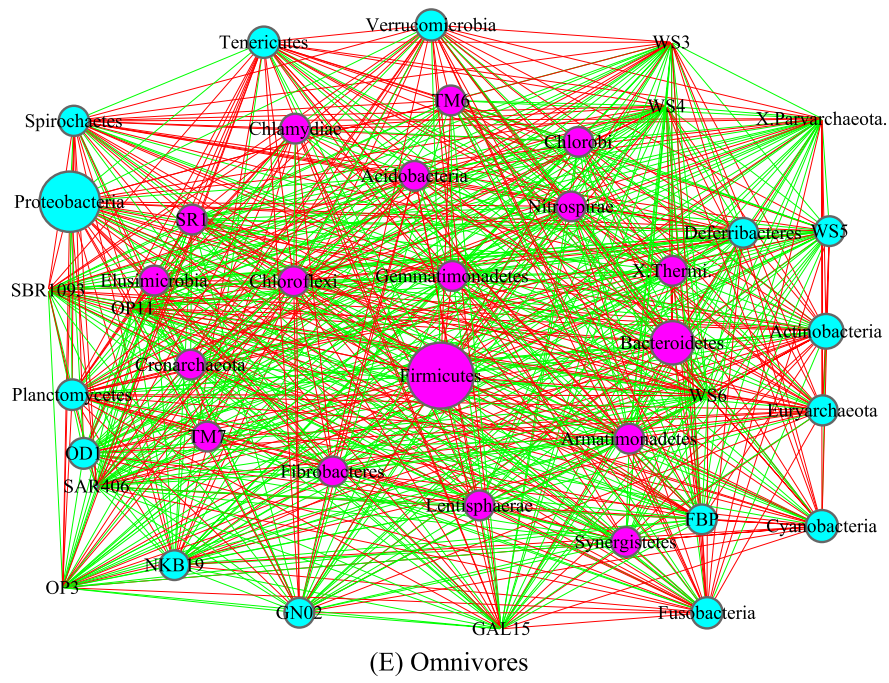 Verrucomicrobia
Tenericutes
WS3
TM6
WS4
Spirochaetes
Chlamydiae
X.Parvarchaeota.
Chlorobi
Acidobacteria
Proteobacteria
SR1
Nitrospirae
Deferribacteres
WS5
Elusimicrobia
Chloroflexi
Gemmatimonadetes
X.Thermi.
SBR1093
OP11
Actinobacteria
Bacteroidetes
Crenarchaeota
Firmicutes
Planctomycetes
WS6
Euryarchaeota
TM7
Armatimonadetes
OD1
Fibrobacteres
SAR406
Lentisphaerae
FBP
Cyanobacteria
Synergistetes
NKB19
OP3
GN02
Fusobacteria
GAL15
(E) Omnivores